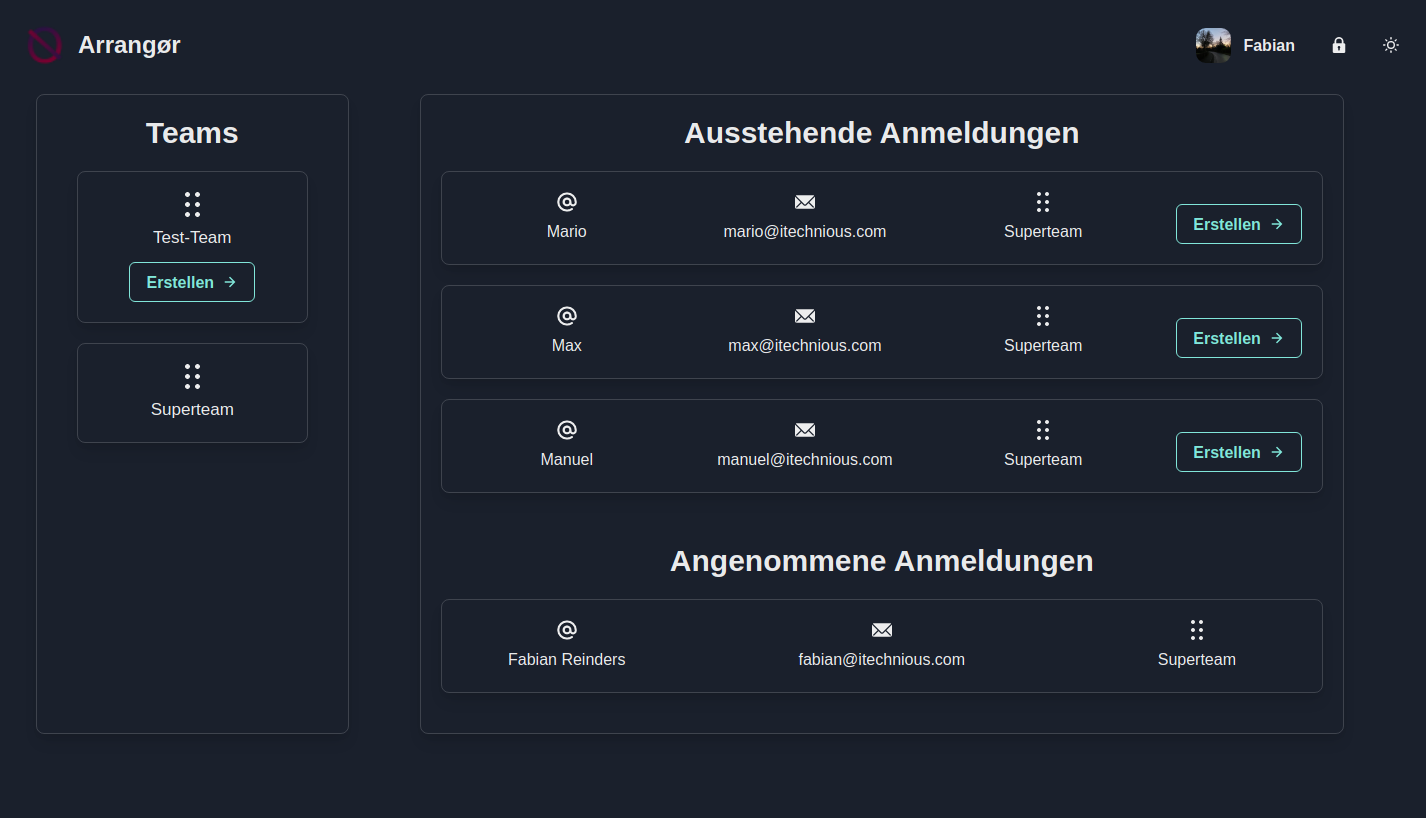 Arrangør
Fabian
Teams
Test-Team
Erstellen
Superteam
Ausstehende Anmeldungen
Mario
mario@itechnious.com
Superteam
Erstellen
Max
max@itechnious.com
Superteam
Erstellen
Manuel
manuel@itechnious.com
Superteam
Erstellen
Angenommene Anmeldungen
Fabian Reinders
fabian@itechnious.com
Superteam